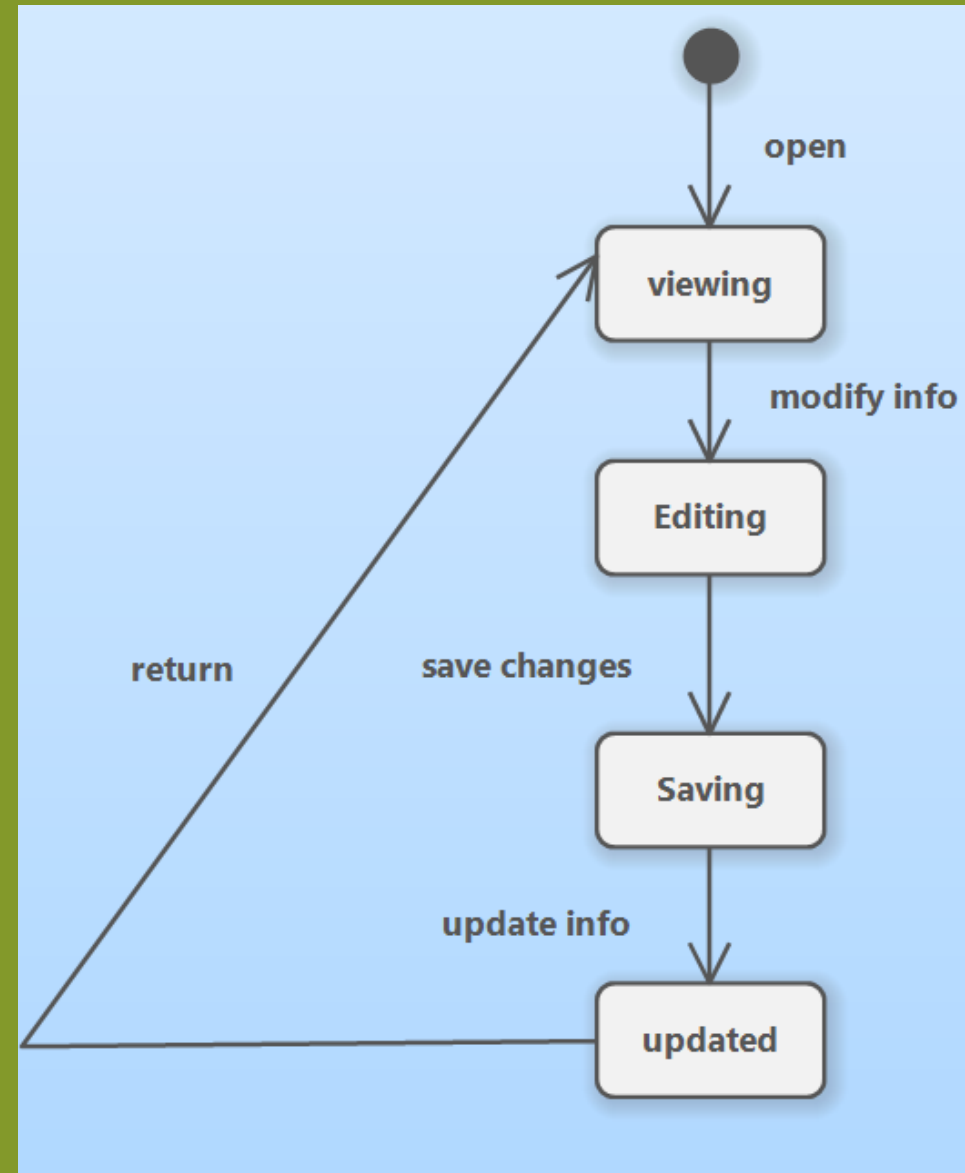 open
viewing
modify info
Editing
return
save changes
Saving
update info
updated